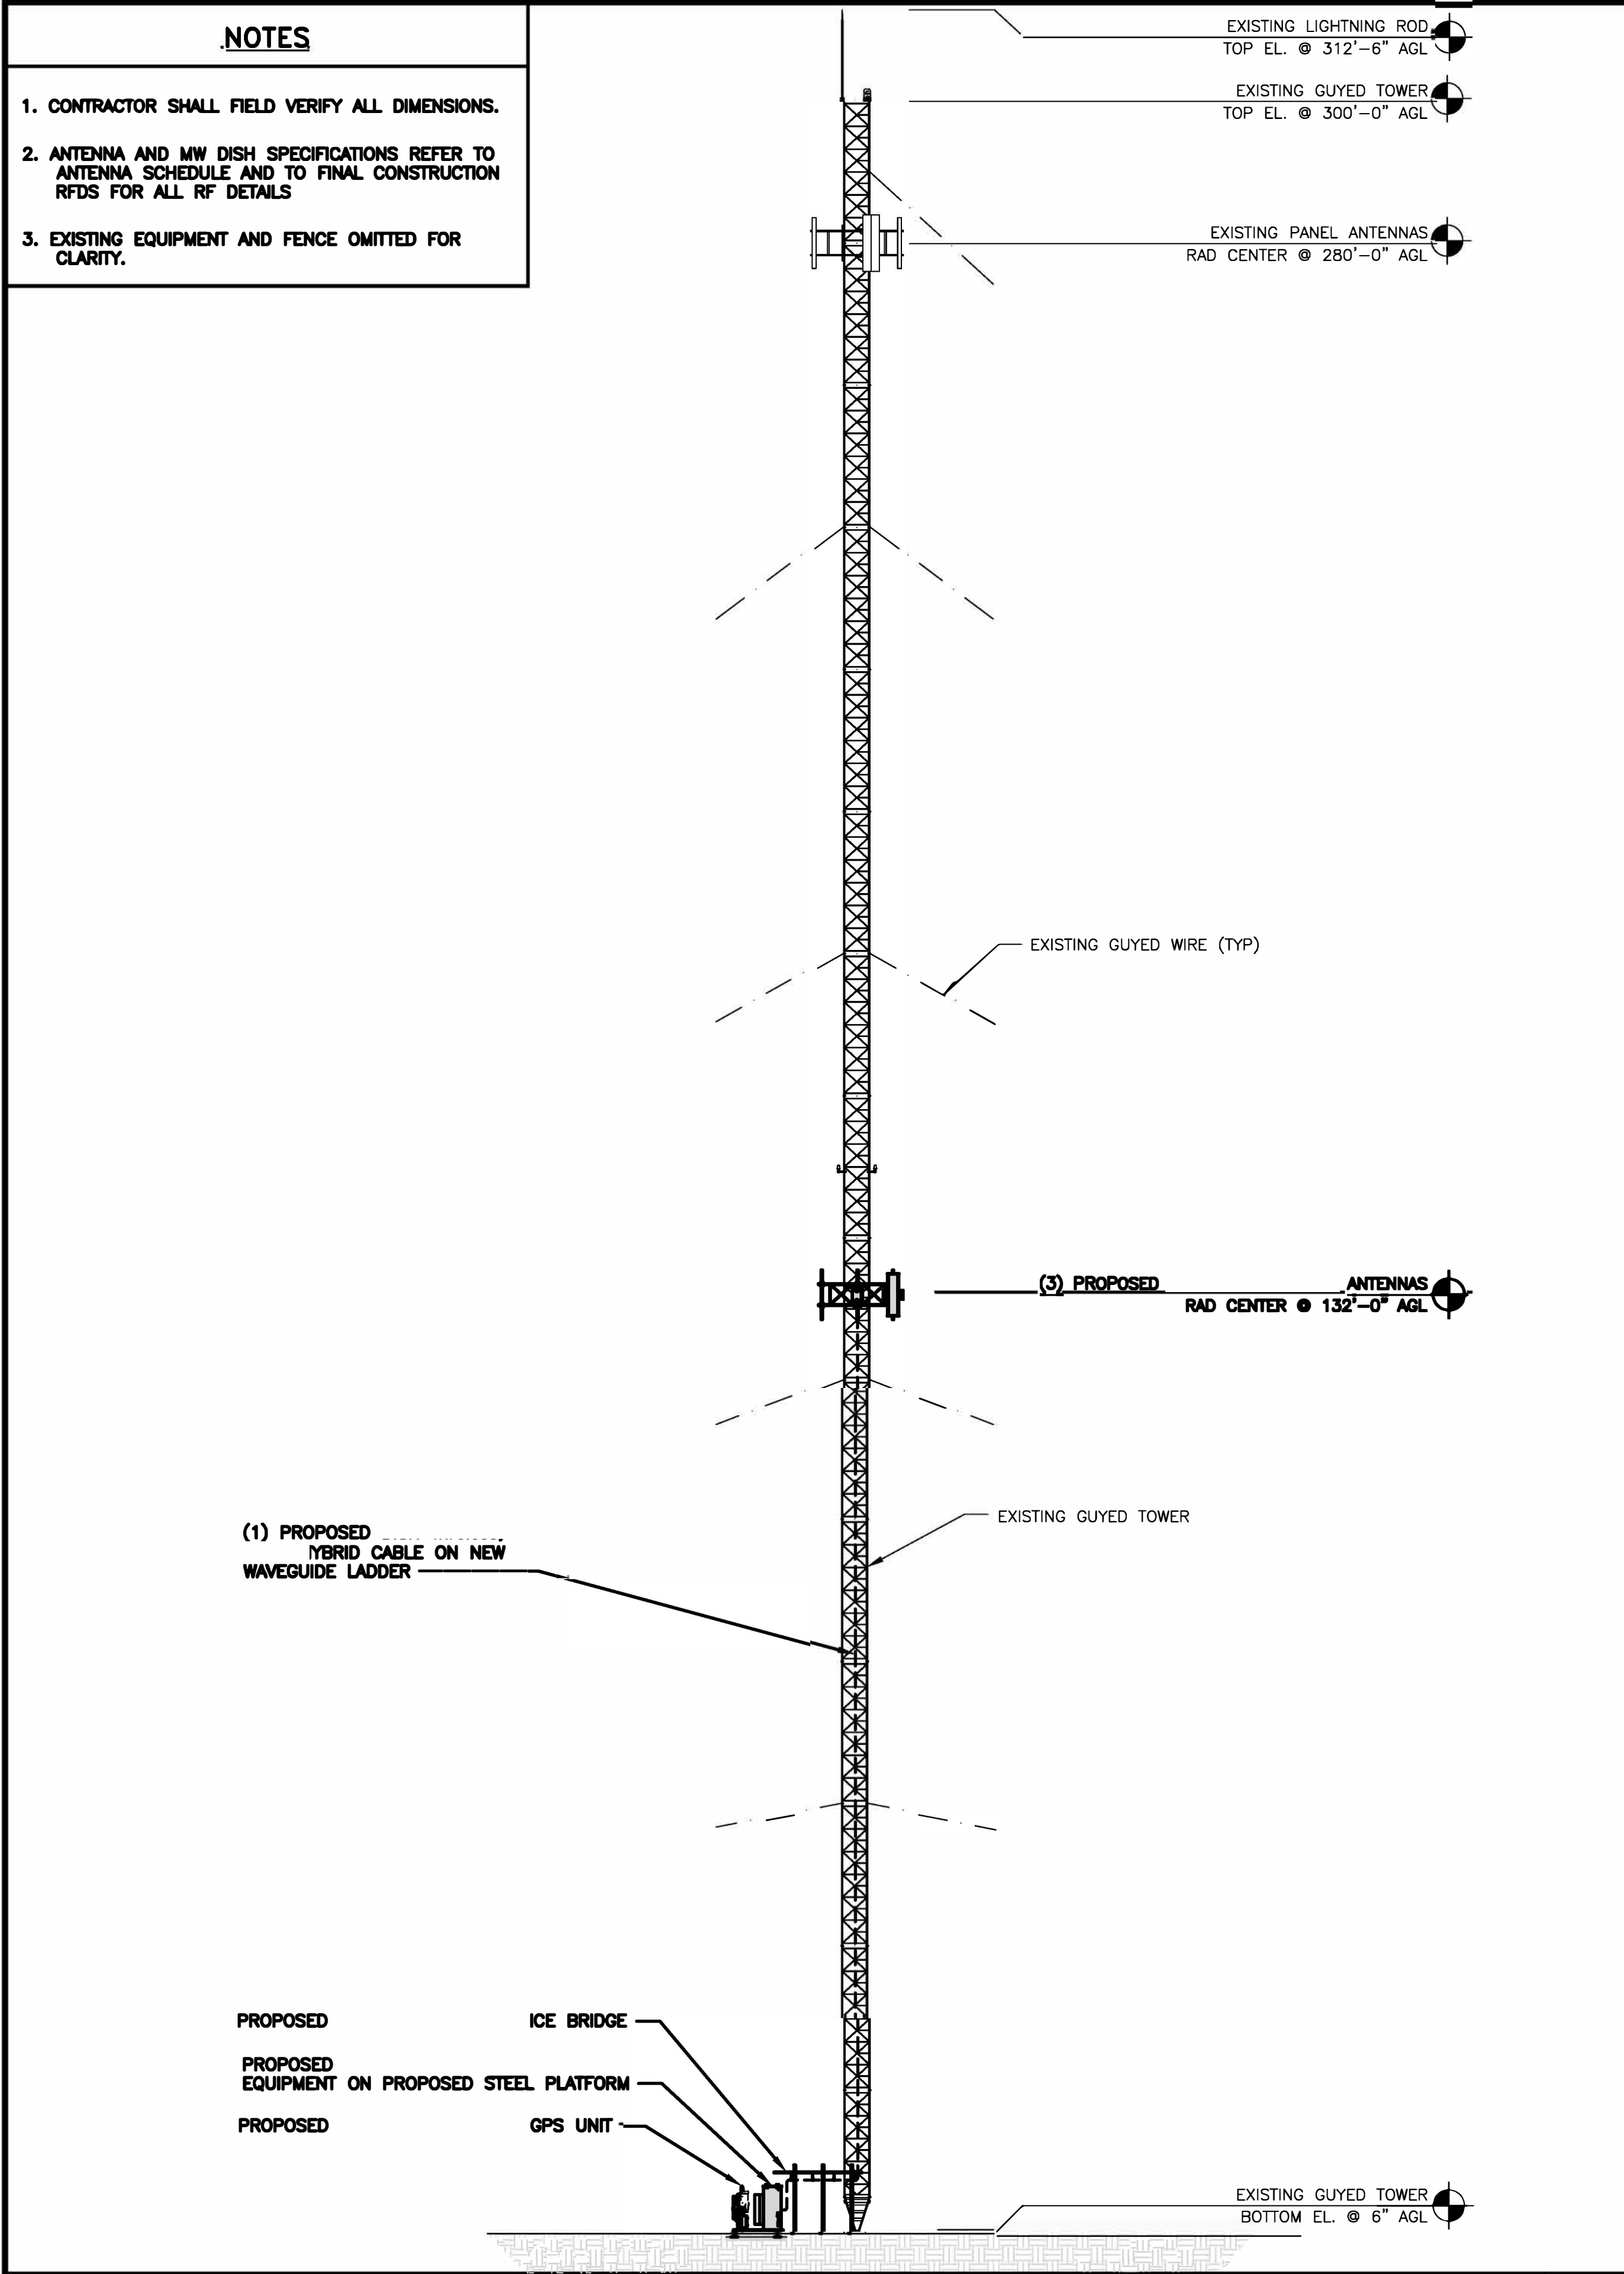 NOTES
1. CONTRACTOR SHALL FIELD VERIFY ALL DIMENSIONS.
2. ANTENNA AND MW DISH SPECIFICATIONS REFER TO
ANTENNA SCHEDULE AND TO FINAL CONSTRUCTION
RFDS FOR ALL RF DETAILS
3. EXISTING EQUIPMENT AND FENCE OMITTED FOR
CLARITY.
EXISTING LIGHTNING ROD
TOP EL. @ 312'-6" AGL
EXISTING GUYED TOWER
TOP EL. @ 300'-0" AGL
EXISTING PANEL ANTENNAS
RAD CENTER @ 280'-0" AGL
EXISTING GUYED WIRE (TYP)
(3) PROPOSED ANTENNAS
RAD CENTER @ 132'-0" AGL
EXISTING GUYED TOWER
(1) PROPOSED
YBRID CABLE ON NEW
WAVEGUIDE LADDER
PROPOSED ICE BRIDGE
PROPOSED
EQUIPMENT ON PROPOSED STEEL PLATFORM
PROPOSED GPS UNIT
EXISTING GUYED TOWER
BOTTOM EL. @ 6" AGL